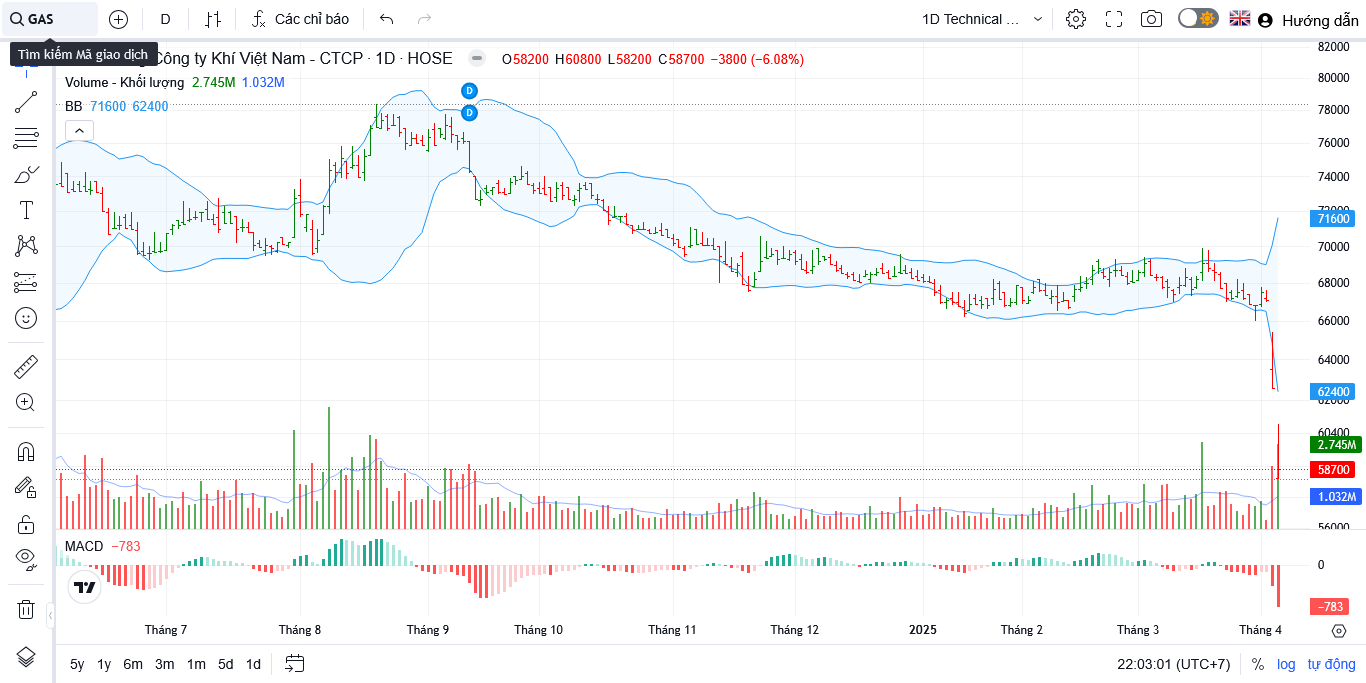 GAS
D
Các chỉ báo
1D Technical ...
Hướng dẫn
Tìm kiếm Mã giao dịch
Công ty Khí Việt Nam - CTCP · 1D · HOSE
O58200 H60800 L58200 C58700 −3800 (−6.08%)
Volume - Khối lượng 2.745M 1.032M
BB 71600 62400
D
D
82000
80000
78000
76000
74000
72000
71600
70000
68000
66000
64000
62400
62000
60400
2.745M
58700
1.032M
56000
MACD −783
0
−783
Tháng 7
Tháng 8
Tháng 9
Tháng 10
Tháng 11
Tháng 12
2025
Tháng 2
Tháng 3
Tháng 4
5y 1y 6m 3m 1m 5d 1d
22:03:01 (UTC+7)
% log tự động